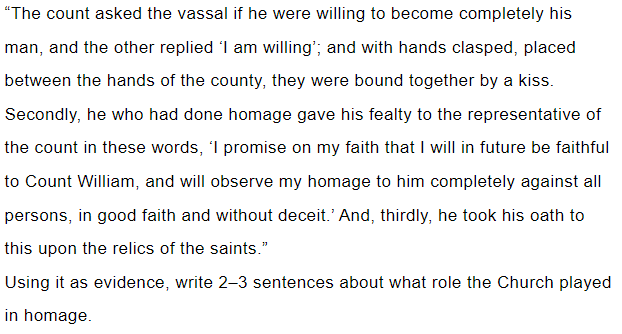 “The count asked the vassal if he were willing to become completely his
man, and the other replied ‘I am willing’; and with hands clasped, placed
between the hands of the county, they were bound together by a kiss.
Secondly, he who had done homage gave his fealty to the representative of
the count in these words, ‘I promise on my faith that I will in future be faithful
to Count William, and will observe my homage to him completely against all
persons, in good faith and without deceit.’ And, thirdly, he took his oath to
this upon the relics of the saints.”
Using it as evidence, write 2–3 sentences about what role the Church played
in homage.